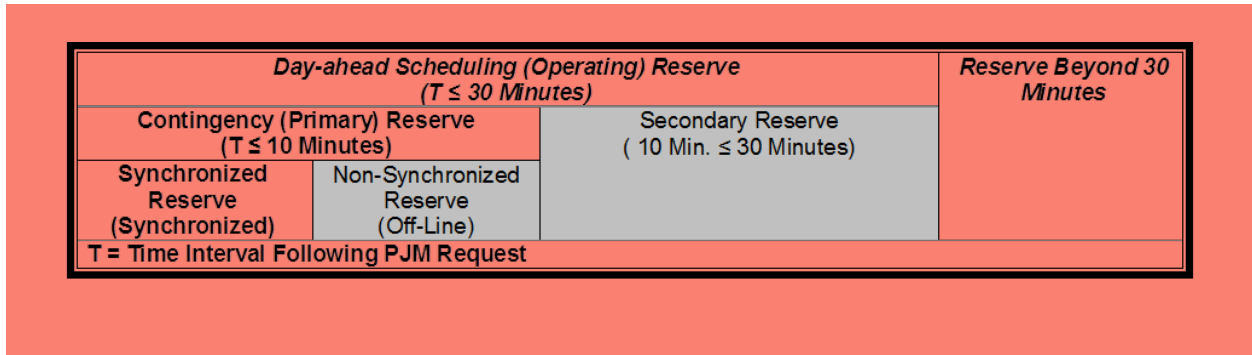 Day-ahead Scheduling (Operating) Reserve
(T ≤ 30 Minutes)
Reserve Beyond 30
Minutes
Contingency (Primary) Reserve
(T ≤ 10 Minutes)
Secondary Reserve
( 10 Min. ≤ 30 Minutes)
Synchronized
Reserve
(Synchronized)
Non-Synchronized
Reserve
(Off-Line)
T = Time Interval Following PJM Request